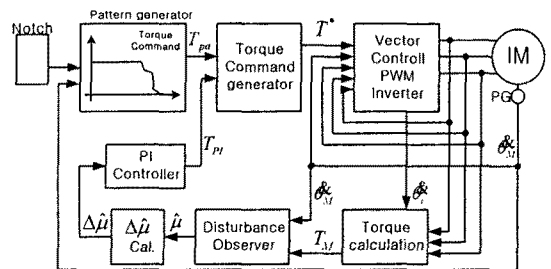 Pattern generator
Notch
Torque
Command
T_pa
Torque
Command
generator
T*
Vector
Controll
PWM
Inverter
IM
PG
PI
Controller
T_PI
Δμ̂
Δμ̂
Cal.
μ̂
Disturbance
Observer
T_M
Torque
calculation